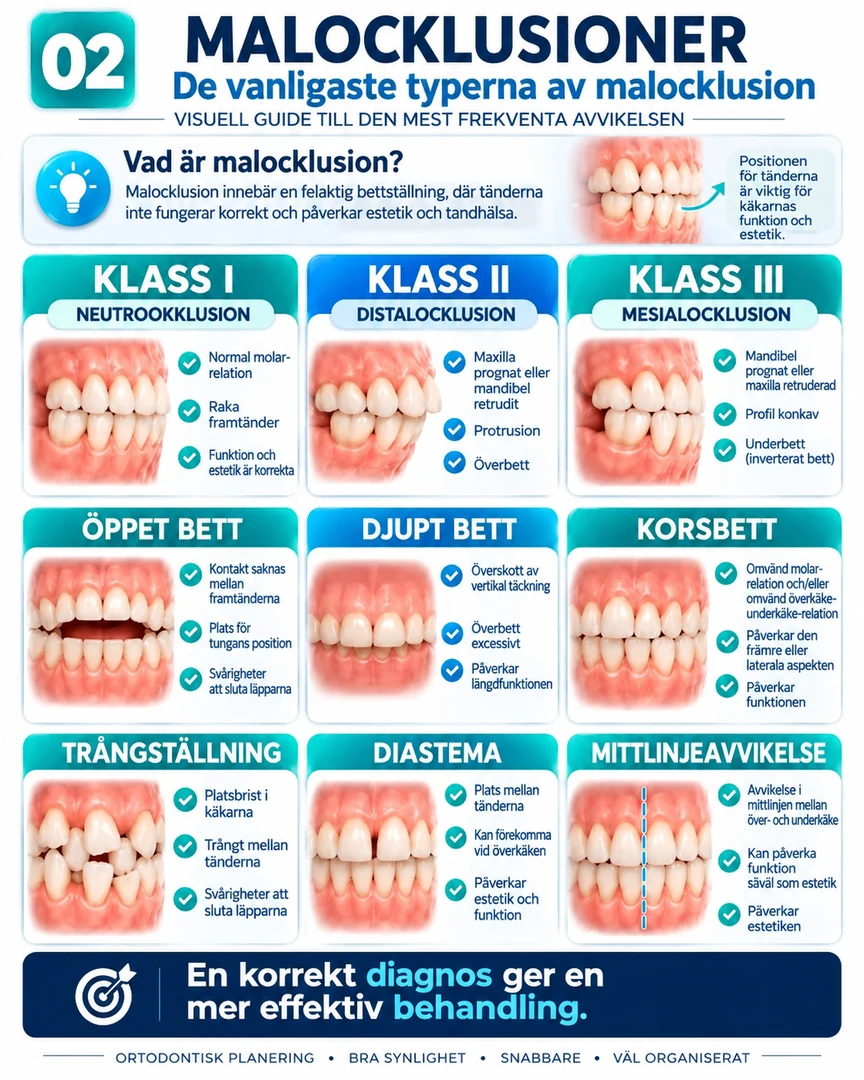 02
MALOCKLUSIONER
De vanligaste typerna av malocklusion
VISUELL GUIDE TILL DEN MEST FREKVENTA AVVIKELSEN
Vad är malocklusion?
Malocklusion innebär en felaktig bettställning, där tänderna
inte fungerar korrekt och påverkar estetik och tandhälsa.
Positionen
för tänderna
är viktig för
käkarnas
funktion och
estetik.
KLASS I
NEUTROOKKLUSION
Normal molar-
relation
Raka
framtänder
Funktion och
estetik är korrekta
KLASS II
DISTALOCKLUSION
Maxilla
prognat eller
mandibel
retrudit
Protrusion
Överbett
KLASS III
MESIALOCKLUSION
Mandibel
prognat eller
maxilla retruderad
Profil konkav
Underbett
(inverterat bett)
ÖPPET BETT
Kontakt saknas
mellan
framtänderna
Plats för
tungans position
Svårigheter
att sluta läpparna
DJUPT BETT
Överskott av
vertikal täckning
Överbett
excessivt
Påverkar
längdfunktionen
KORSBETT
Omvänd molar-
relation och/eller
omvänd överkäke-
underkäke-relation
Påverkar den
främre eller
laterala aspekten
Påverkar
funktionen
TRÅNGSTÄLLNING
Platsbrist i
käkarna
Trångt mellan
tänderna
Svårigheter att
sluta läpparna
DIASTEMA
Plats mellan
tänderna
Kan förekomma
vid överkäken
Päverkar
estetik och
funktion
MITTLINJEAVVIKELSE
Avvikelse i
mittlinjen mellan
över- och underkäke
Kan påverka
funktion
säväl som estetik
Päverkar
estetiken
En korrekt diagnos ger en
mer effektiv behandling.
ORTODONTISK PLANERING • BRA SYNLIGHET • SNABBARE • VÄL ORGANISERAT